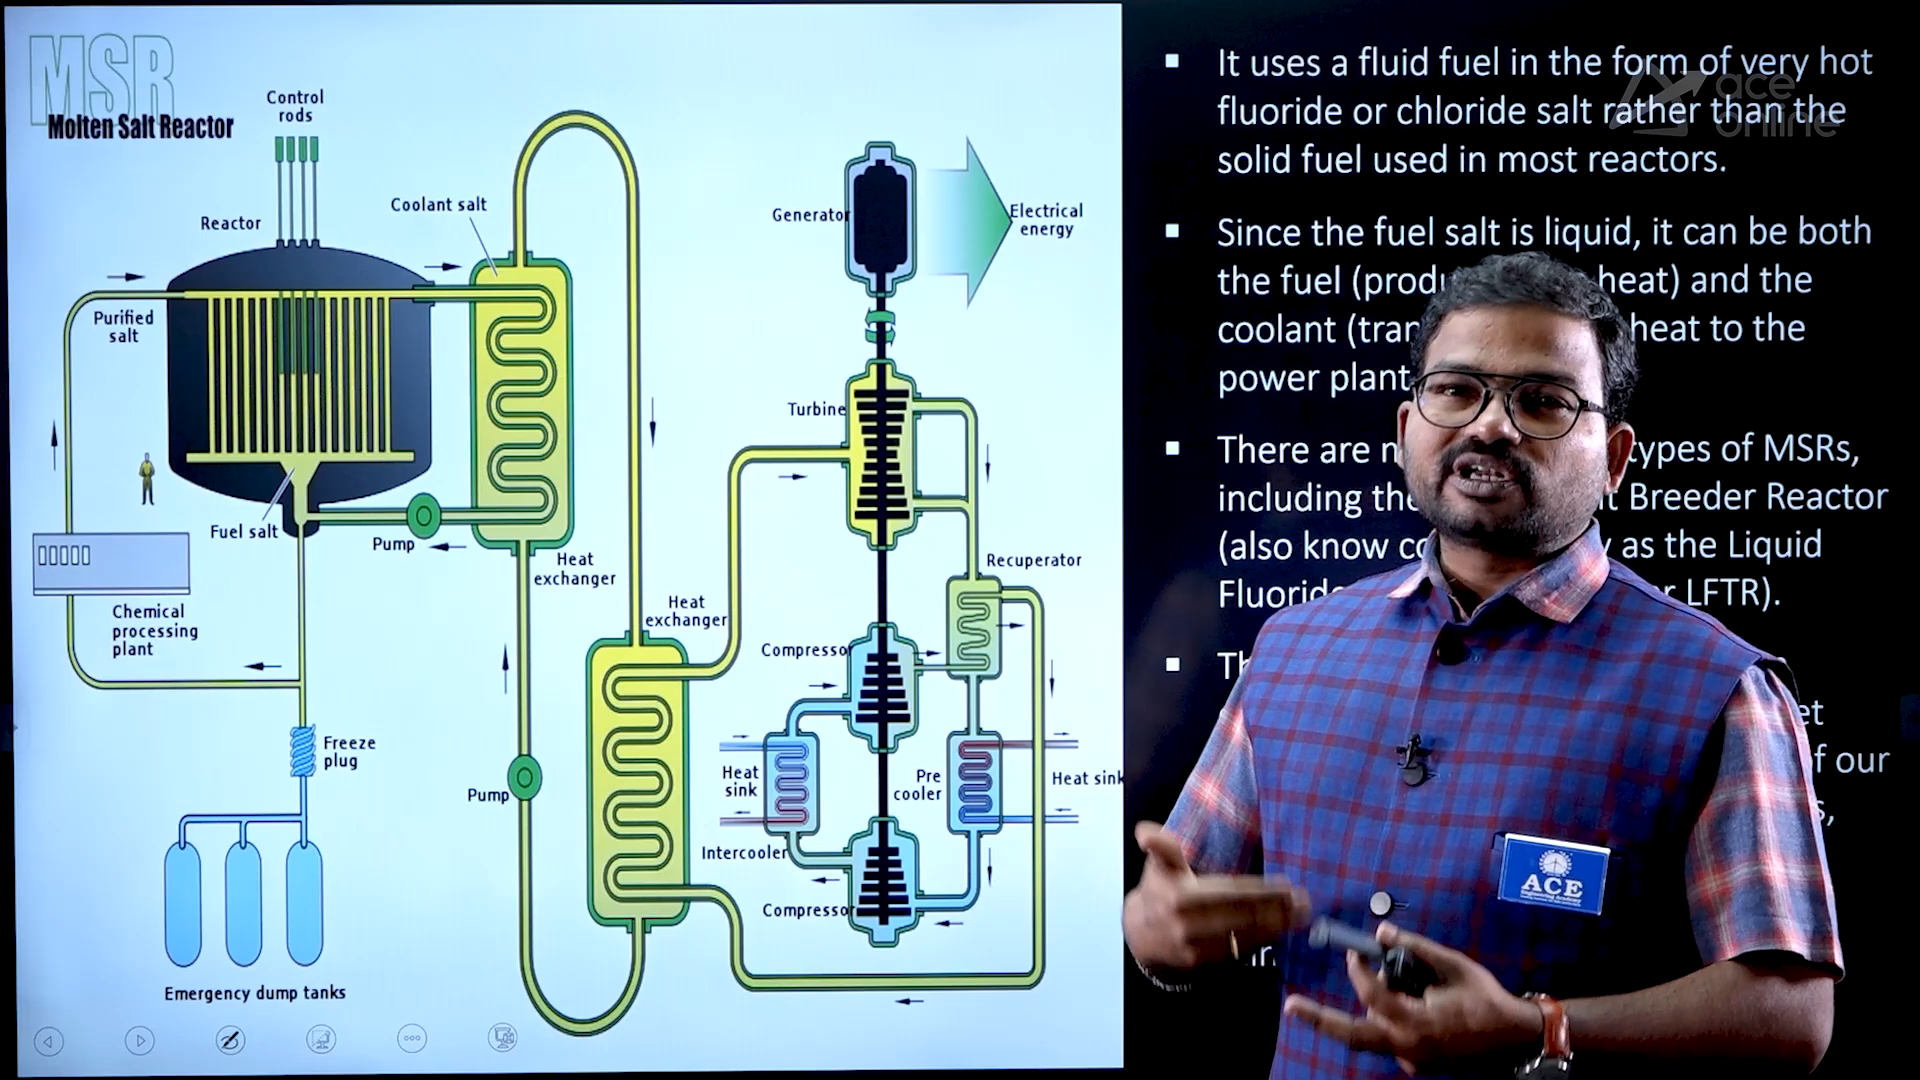 MSR
Molten Salt Reactor
Control
rods
Coolant salt
Reactor
Purified
salt
Fuel salt
Pump
Heat
exchanger
Chemical
processing
plant
Freeze
plug
Emergency dump tanks
Pump
Heat
exchanger
Generator
Electrical
energy
Turbine
Recuperator
Compressor
Heat
sink
Pre
cooler
Heat sink
Intercooler
Compressor
It uses a fluid fuel in the form of very hot
fluoride or chloride salt rather than the
solid fuel used in most reactors.
Since the fuel salt is liquid, it can be both
the fuel heat) and the
coolant heat to the
power plant
There are types of MSRs,
including Breeder Reactor
(also know as the Liquid
LFTR).
of our
ace
online
ACE
Engineering Academy